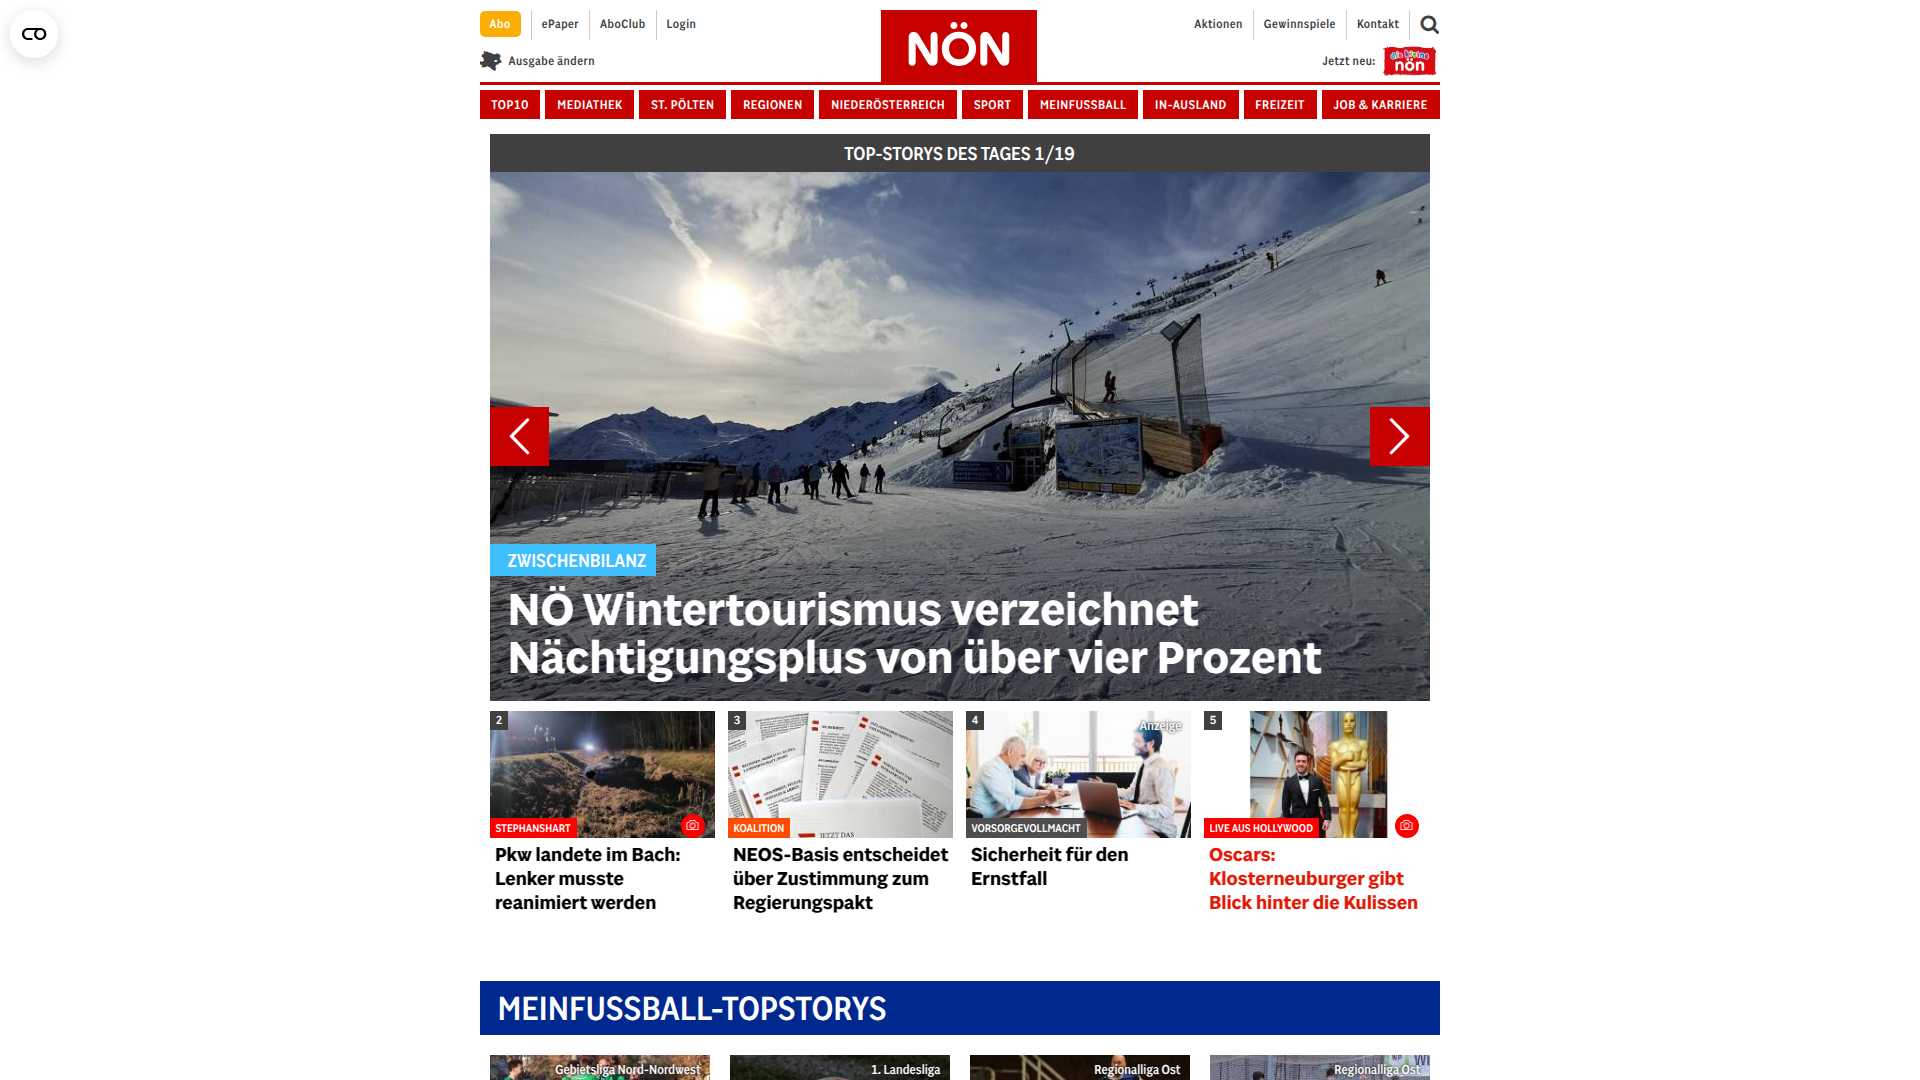 Abo
ePaper
AboClub
Login
Aktionen
Gewinnspiele
Kontakt
NÖN
Ausgabe ändern
Jetzt neu:
die kleine
nön
TOP10
MEDIATHEK
ST. PÖLTEN
REGIONEN
NIEDERÖSTERREICH
SPORT
MEINFUSSBALL
IN-AUSLAND
FREIZEIT
JOB & KARRIERE
TOP-STORYS DES TAGES 1/19
ZWISCHENBILANZ
NÖ Wintertourismus verzeichnet
Nächtigungsplus von über vier Prozent
2
STEPHANSHART
Pkw landete im Bach:
Lenker musste
reanimiert werden
3
JETZT DAS
KOALITION
NEOS-Basis entscheidet
über Zustimmung zum
Regierungspakt
4
Anzeige
VORSORGEVOLLMACHT
Sicherheit für den
Ernstfall
5
LIVE AUS HOLLYWOOD
Oscars:
Klosterneuburger gibt
Blick hinter die Kulissen
MEINFUSSBALL-TOPSTORYS
Gebietsliga Nord-Nordwest
1. Landesliga
Regionalliga Ost
Regionalliga Ost